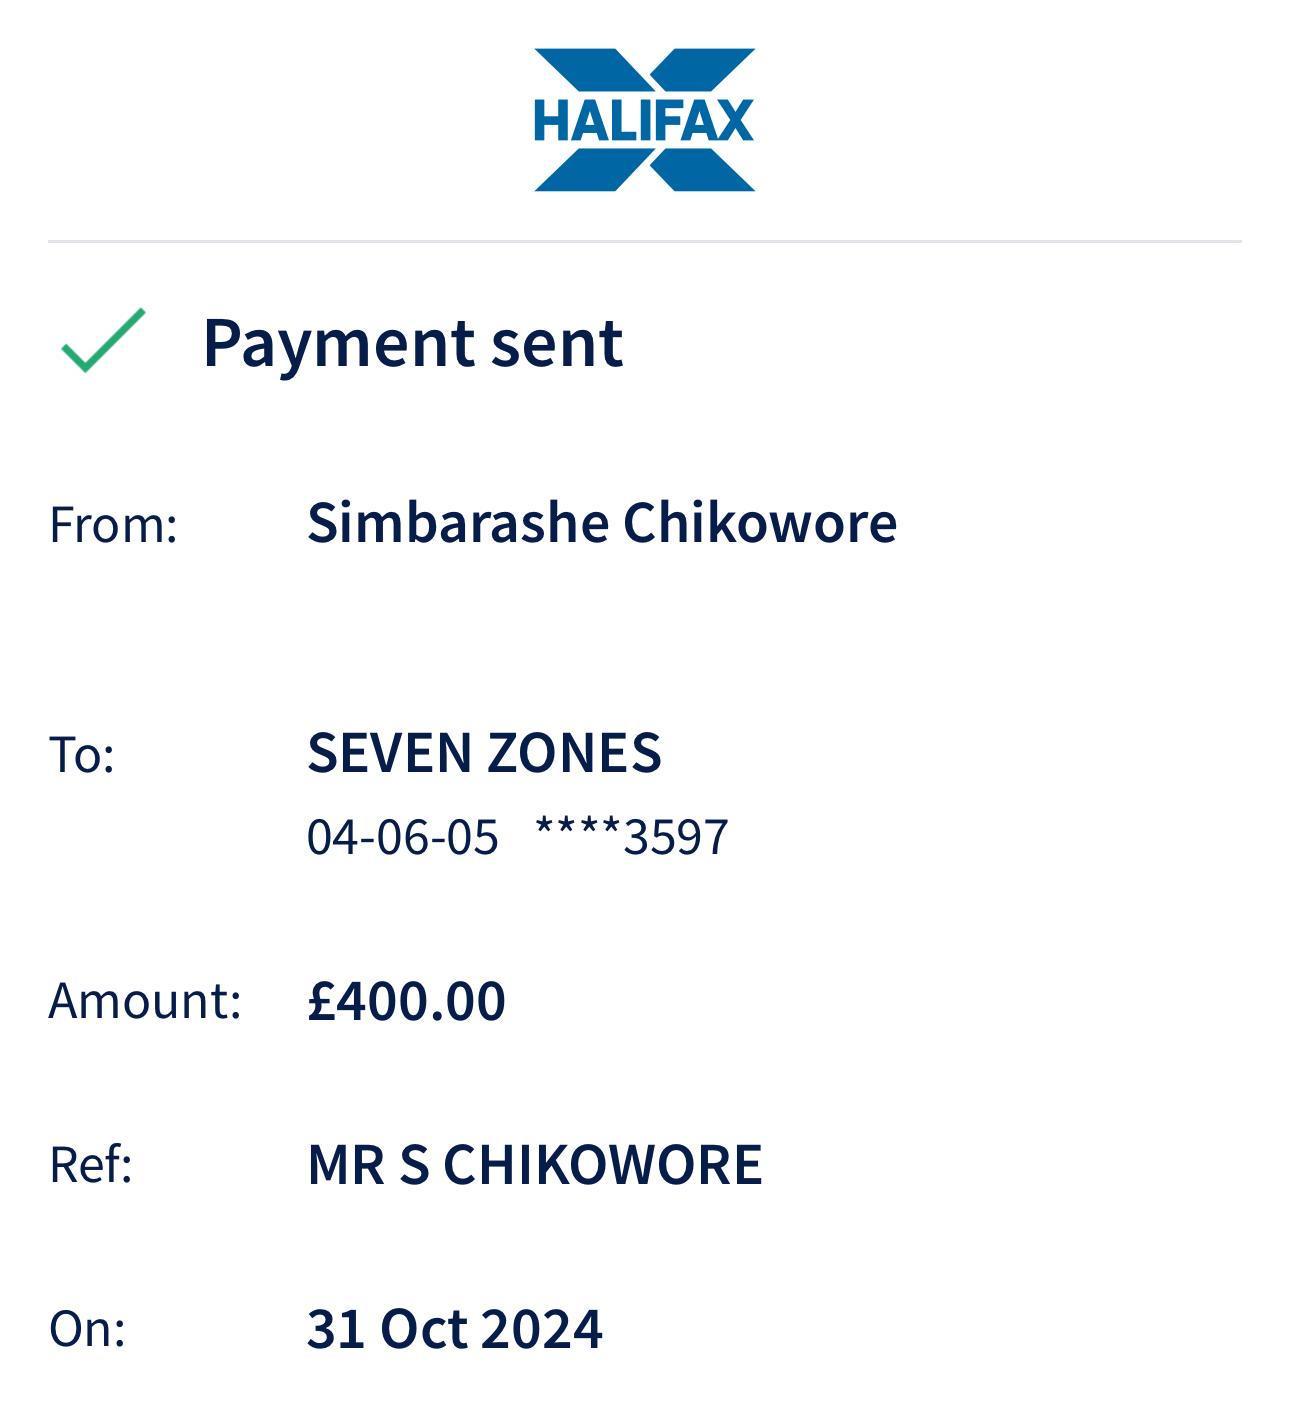 HALIFAX
Payment sent
From: Simbarashe Chikowore
To: SEVEN ZONES
04-06-05 ****3597
Amount: £400.00
Ref: MR S CHIKOWORE
On: 31 Oct 2024